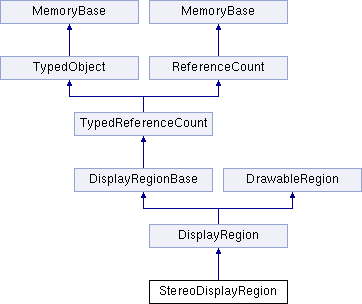 MemoryBase MemoryBase
TypedObject ReferenceCount
TypedReferenceCount
DisplayRegionBase DrawableRegion
DisplayRegion
StereoDisplayRegion